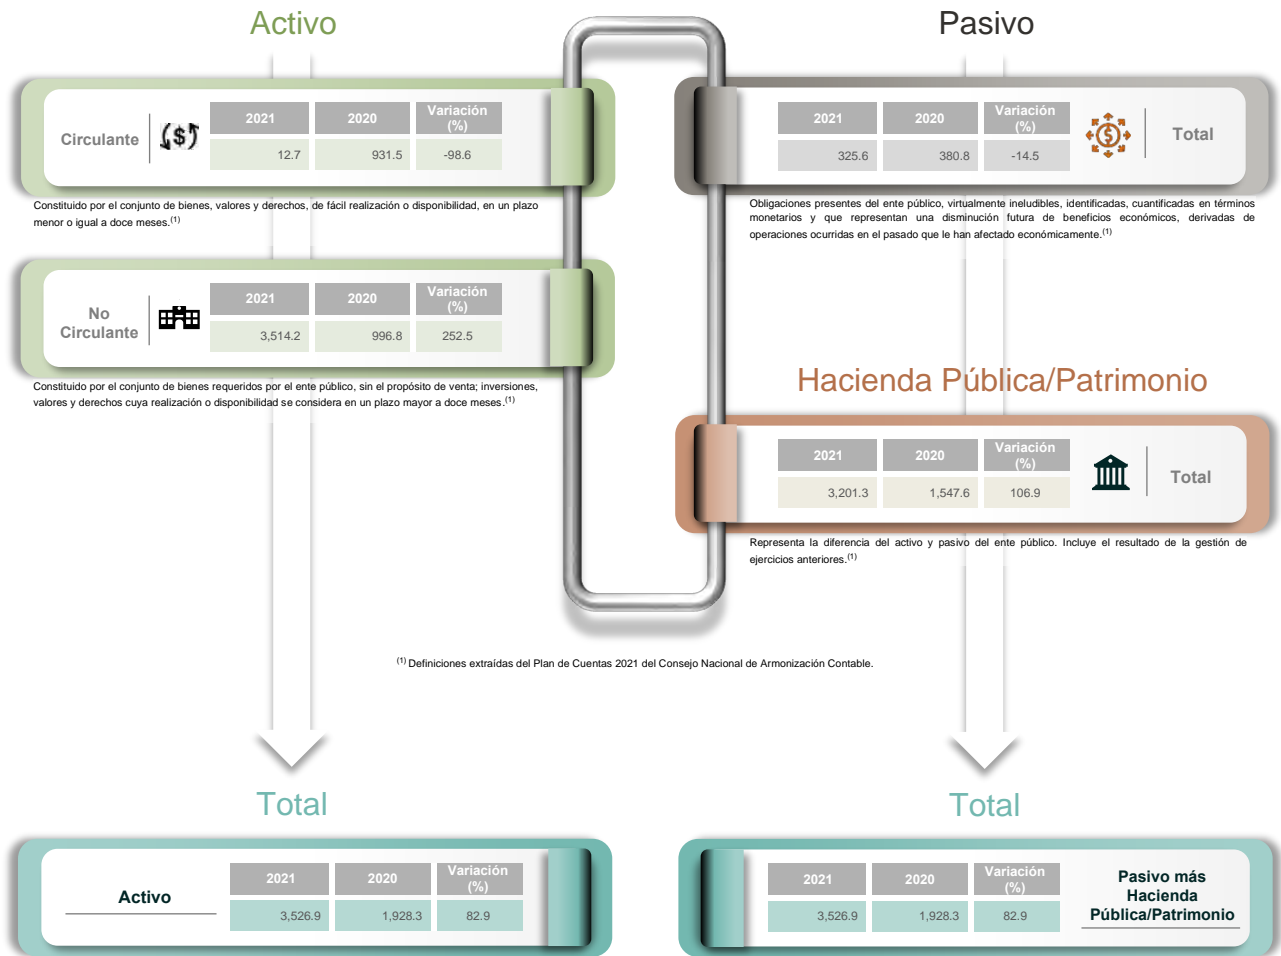 Activo
Circulante
2021 2020 Variación (%)
12.7 931.5 -98.6
Constituido por el conjunto de bienes, valores y derechos, de fácil realización o disponibilidad, en un plazo
menor o igual a doce meses.(1)
No
Circulante
2021 2020 Variación (%)
3,514.2 996.8 252.5
Constituido por el conjunto de bienes requeridos por el ente público, sin el propósito de venta; inversiones,
valores y derechos cuya realización o disponibilidad se considera en un plazo mayor a doce meses.(1)
Pasivo
2021 2020 Variación (%)
325.6 380.8 -14.5
Total
Obligaciones presentes del ente público, virtualmente ineludibles, identificadas, cuantificadas en términos
monetarios y que representan una disminución futura de beneficios económicos, derivadas de
operaciones ocurridas en el pasado que le han afectado económicamente.(1)
Hacienda Pública/Patrimonio
2021 2020 Variación (%)
3,201.3 1,547.6 106.9
Total
Representa la diferencia del activo y pasivo del ente público. Incluye el resultado de la gestión de
ejercicios anteriores.(1)
(1) Definiciones extraídas del Plan de Cuentas 2021 del Consejo Nacional de Armonización Contable.
Total
Activo
2021 2020 Variación (%)
3,526.9 1,928.3 82.9
Total
2021 2020 Variación (%)
3,526.9 1,928.3 82.9
Pasivo más
Hacienda
Pública/Patrimonio